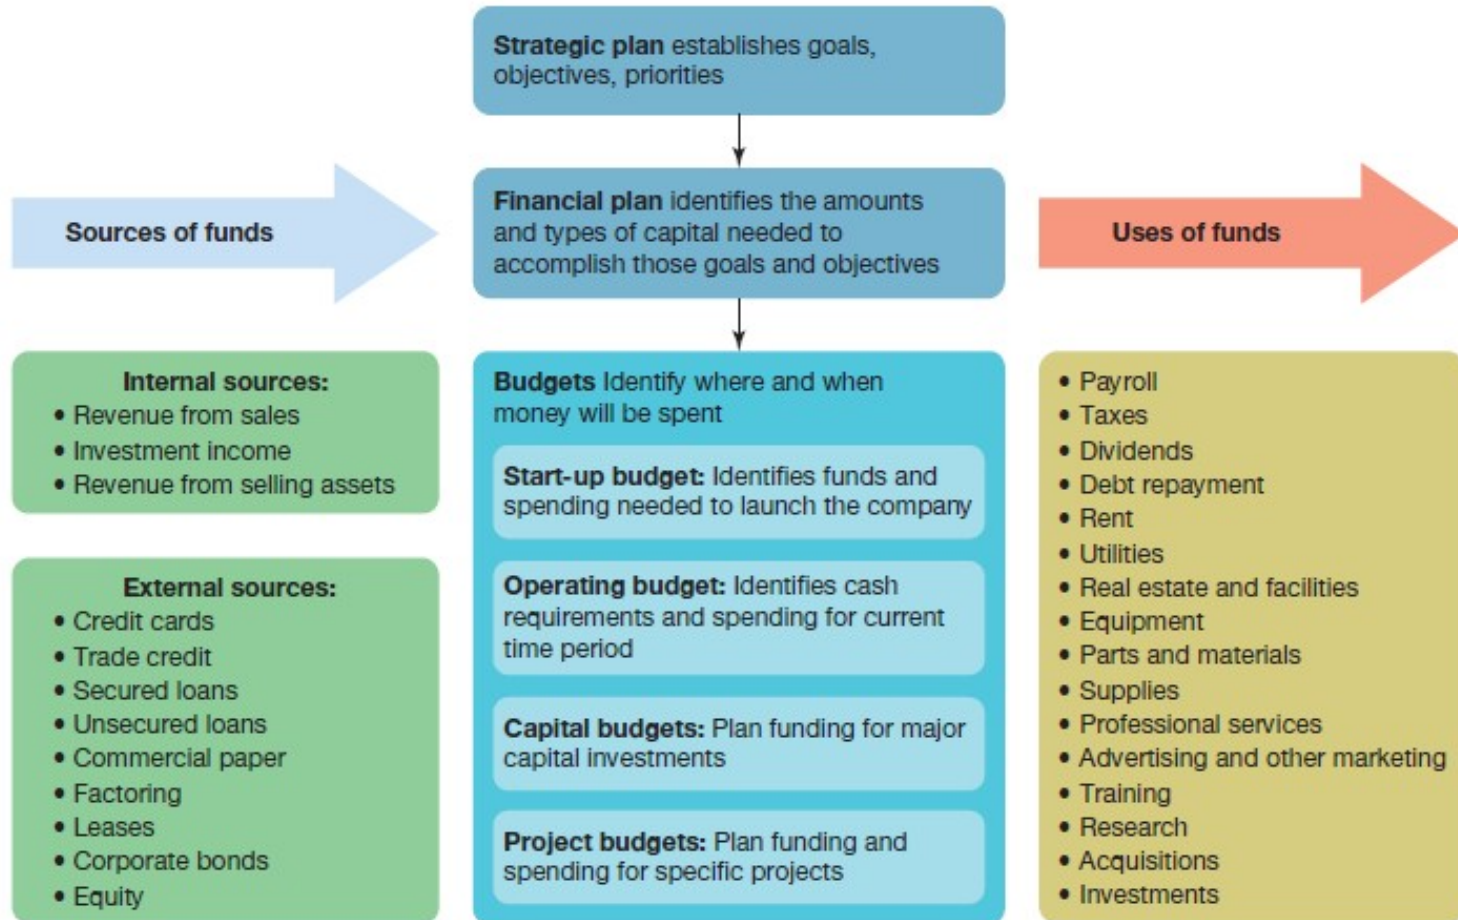 Strategic plan establishes goals,
objectives, priorities
Sources of funds
Financial plan identifies the amounts
and types of capital needed to
accomplish those goals and objectives
Uses of funds
Internal sources:
• Revenue from sales
• Investment income
• Revenue from selling assets
External sources:
• Credit cards
• Trade credit
• Secured loans
• Unsecured loans
• Commercial paper
• Factoring
• Leases
• Corporate bonds
• Equity
Budgets Identify where and when
money will be spent
Start-up budget: Identifies funds and
spending needed to launch the company
Operating budget: Identifies cash
requirements and spending for current
time period
Capital budgets: Plan funding for major
capital investments
Project budgets: Plan funding and
spending for specific projects
• Payroll
• Taxes
• Dividends
• Debt repayment
• Rent
• Utilities
• Real estate and facilities
• Equipment
• Parts and materials
• Supplies
• Professional services
• Advertising and other marketing
• Training
• Research
• Acquisitions
• Investments